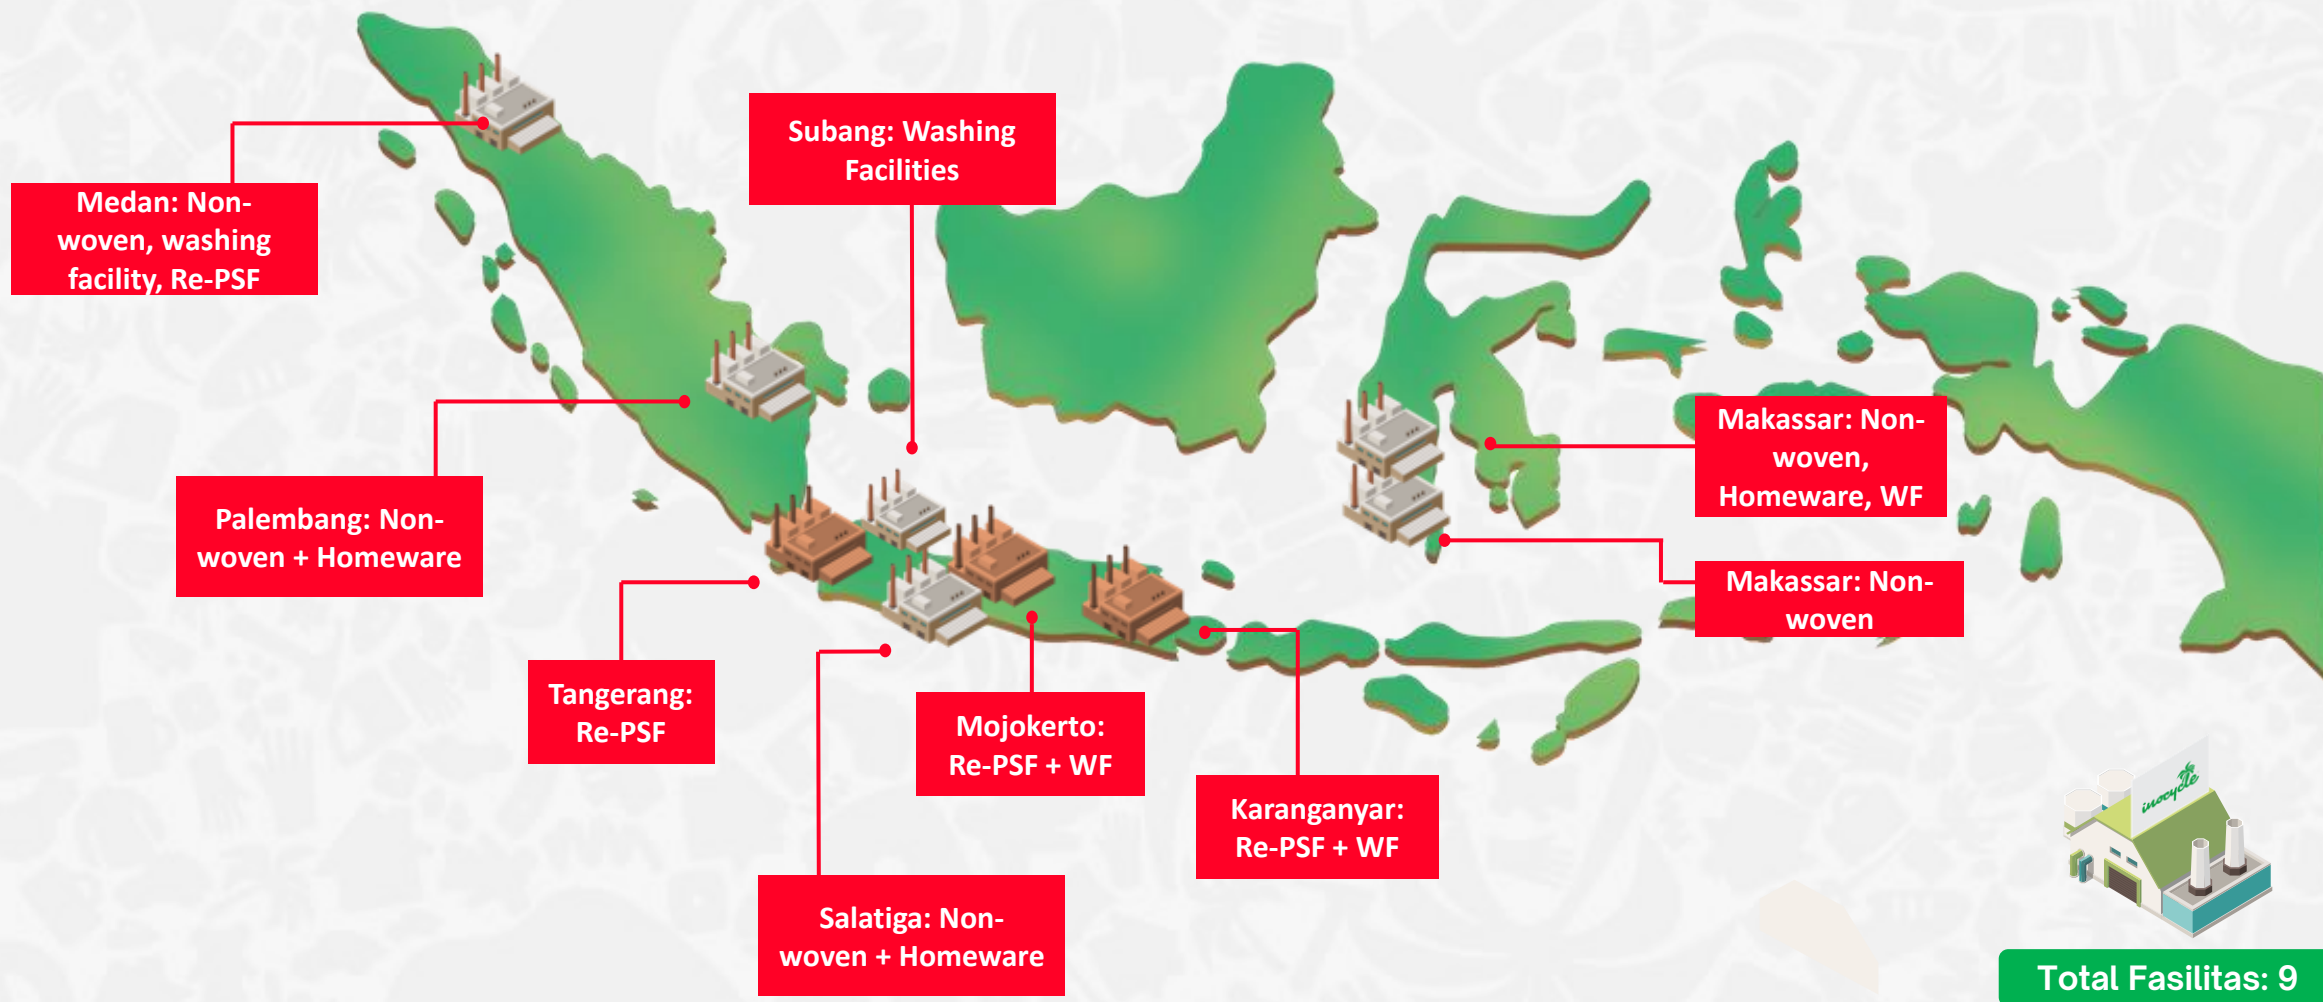 Subang: Washing
Facilities
Medan: Non-
woven, washing
facility, Re-PSF
Makassar: Non-
woven,
Homeware, WF
Palembang: Non-
woven + Homeware
Makassar: Non-
woven
Tangerang:
Re-PSF
Mojokerto:
Re-PSF + WF
Karanganyar:
Re-PSF + WF
Salatiga: Non-
woven + Homeware
inocycle
Total Fasilitas: 9